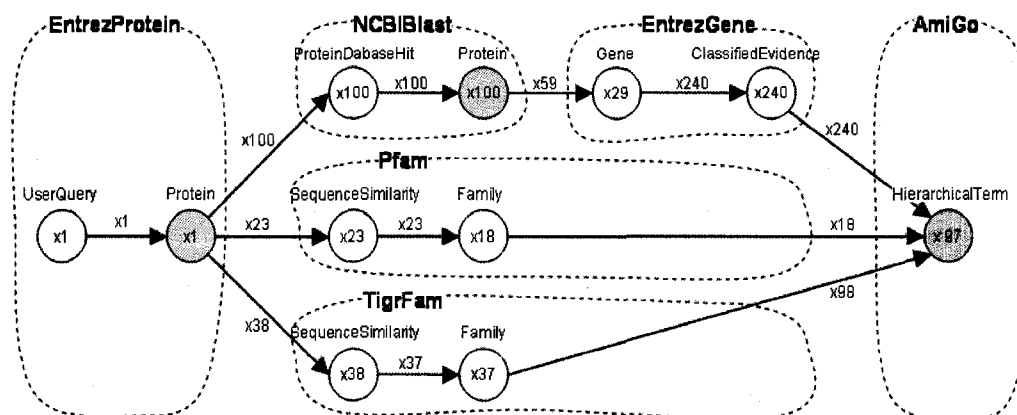 EntrezProtein
NCBIBlast
EntrezGene
AmiGo
ProteinDabaseHit
Protein
Gene
ClassifiedEvidence
x100
x100
x100
x59
x29
x240
x240
x100
x240
Pfam
UserQuery
Protein
SequenceSimilarity
Family
HierarchicalTerm
x1
x1
x1
x23
x23
x23
x18
x18
TigrFam
x98
x38
SequenceSimilarity
Family
x38
x37
x37